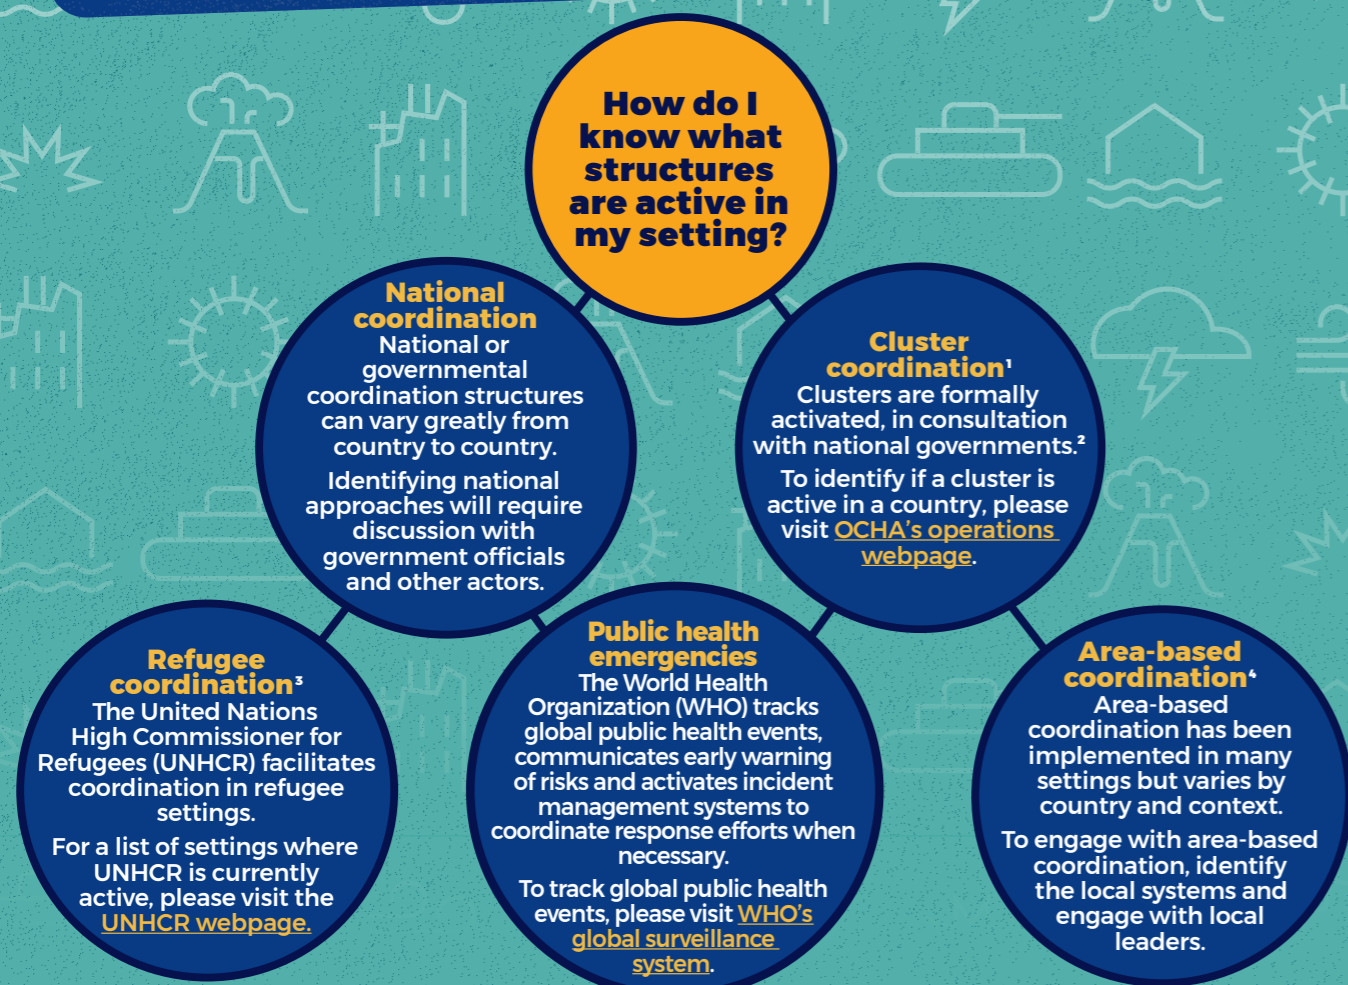 How do I
know what
structures
are active in
my setting?
National
coordination
National or
governmental
coordination structures
can vary greatly from
country to country.
Identifying national
approaches will require
discussion with
government officials
and other actors.
Cluster
coordination¹
Clusters are formally
activated, in consultation
with national governments.²
To identify if a cluster is
active in a country, please
visit OCHA's operations
webpage.
Refugee
coordination³
The United Nations
High Commissioner for
Refugees (UNHCR) facilitates
coordination in refugee
settings.
For a list of settings where
UNHCR is currently
active, please visit the
UNHCR webpage.
Public health
emergencies
The World Health
Organization (WHO) tracks
global public health events,
communicates early warning
of risks and activates incident
management systems to
coordinate response efforts when
necessary.
To track global public health
events, please visit WHO's
global surveillance
system.
Area-based
coordination⁴
Area-based
coordination has been
implemented in many
settings but varies by
country and context.
To engage with area-based
coordination, identify
the local systems and
engage with local
leaders.